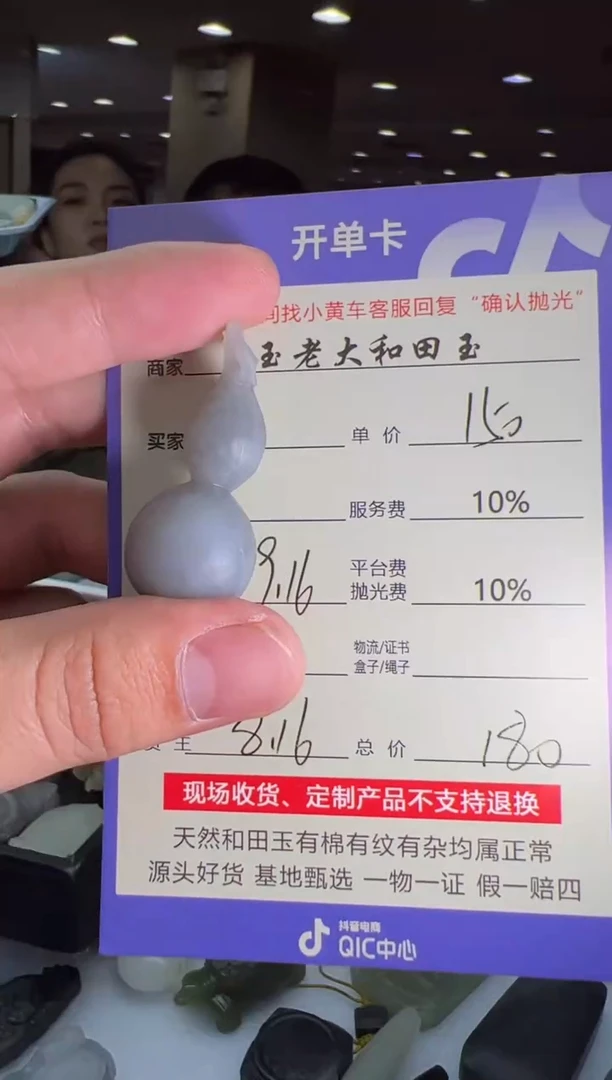 开单卡
找小黄车客服回复“确认抛光”
商家 玉老大和田玉
买家 单价 150
服务费 10%
9.16 平台费 抛光费 10%
物流/证书
盒子/绳子
货主 8.16 总价 180
现场收货、定制产品不支持退换
天然和田玉有棉有纹有杂均属正常
源头好货 基地甄选 一物一证 假一赔四
抖音电商
QIC中心